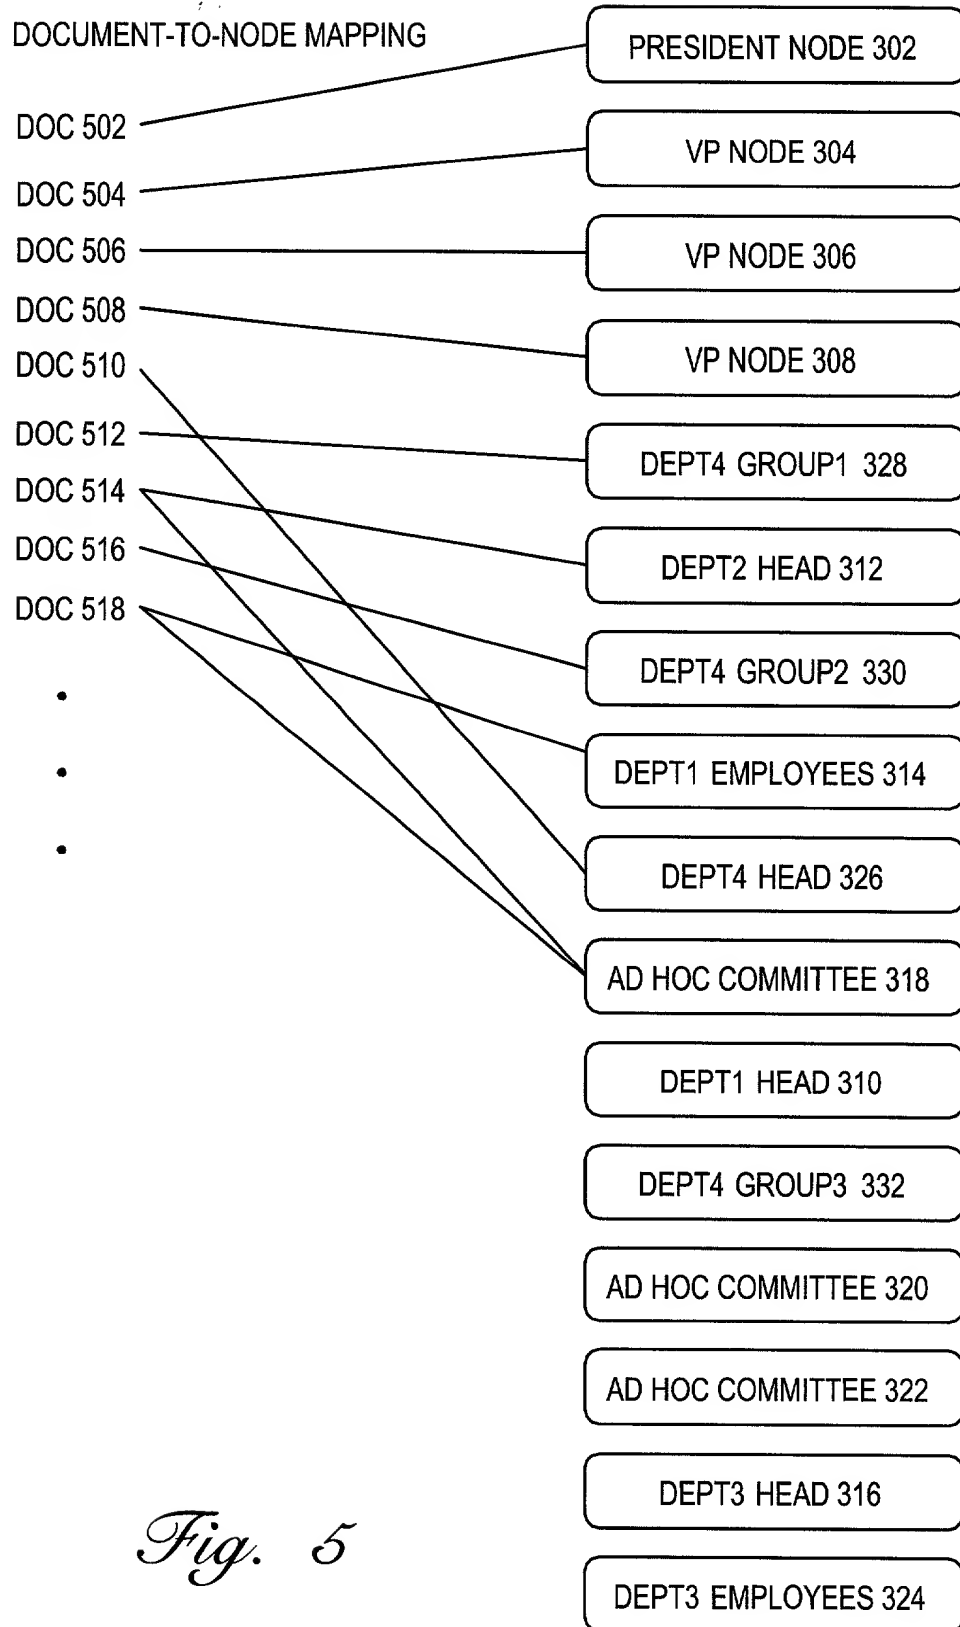 DOCUMENT-TO-NODE MAPPING
DOC 502
DOC 504
DOC 506
DOC 508
DOC 510
DOC 512
DOC 514
DOC 516
DOC 518
PRESIDENT NODE 302
VP NODE 304
VP NODE 306
VP NODE 308
DEPT4 GROUP1 328
DEPT2 HEAD 312
DEPT4 GROUP2 330
DEPT1 EMPLOYEES 314
DEPT4 HEAD 326
AD HOC COMMITTEE 318
DEPT1 HEAD 310
DEPT4 GROUP3 332
AD HOC COMMITTEE 320
AD HOC COMMITTEE 322
DEPT3 HEAD 316
DEPT3 EMPLOYEES 324
Fig. 5